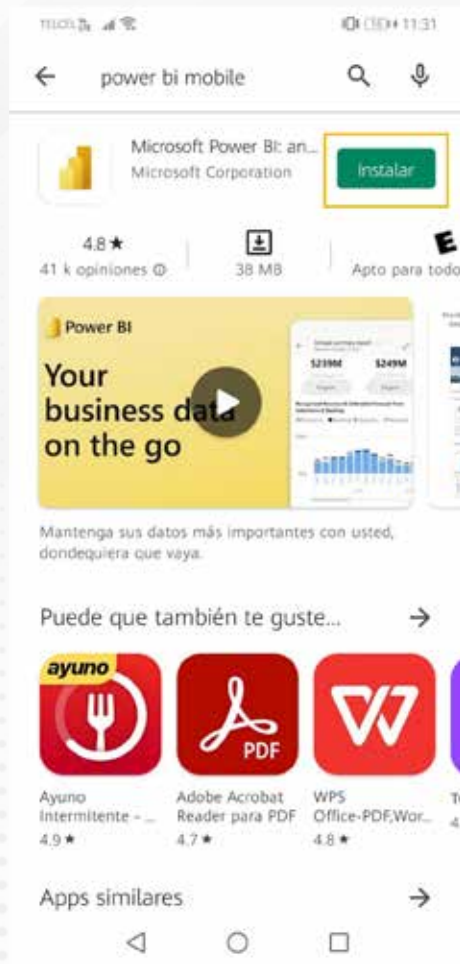 TELCEL
11:31
power bi mobile
Microsoft Power BI: an...
Microsoft Corporation
Instalar
4.8★
41 k opiniones
38 MB
E
Apto para todo
Power BI
Your
business data
on the go
$239M $249M
Mantenga sus datos más importantes con usted,
dondequiera que vaya.
Puede que también te guste...
ayuno
PDF
Ayuno
Intermitente - ...
4.9 ★
Adobe Acrobat
Reader para PDF
4.7 ★
WPS
Office-PDF,Wor...
4.8 ★
Apps similares